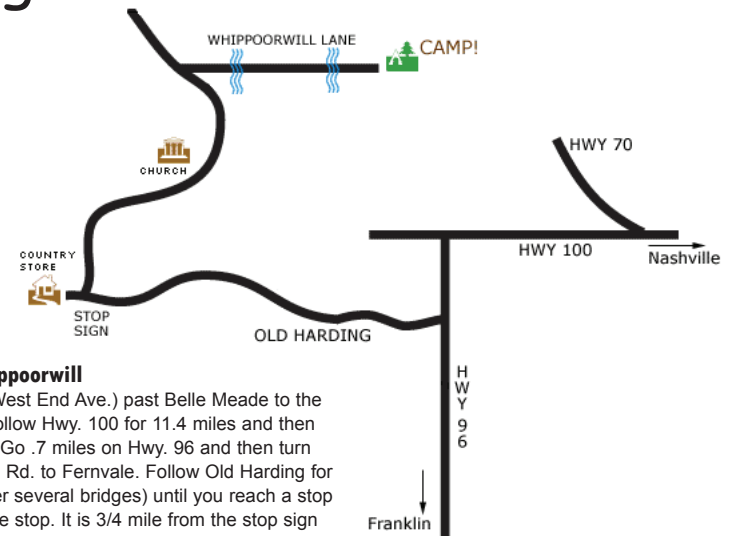 g
WHIPPOORWILL LANE
CAMP!
CHURCH
HWY 70
HWY 100
Nashville
COUNTRY
STORE
STOP
SIGN
OLD HARDING
HWY 96
Franklin
ppoorwill
West End Ave.) past Belle Meade to the
ollow Hwy. 100 for 11.4 miles and then
Go .7 miles on Hwy. 96 and then turn
Rd. to Fernvale. Follow Old Harding for
er several bridges) until you reach a stop
e stop. It is 3/4 mile from the stop sign